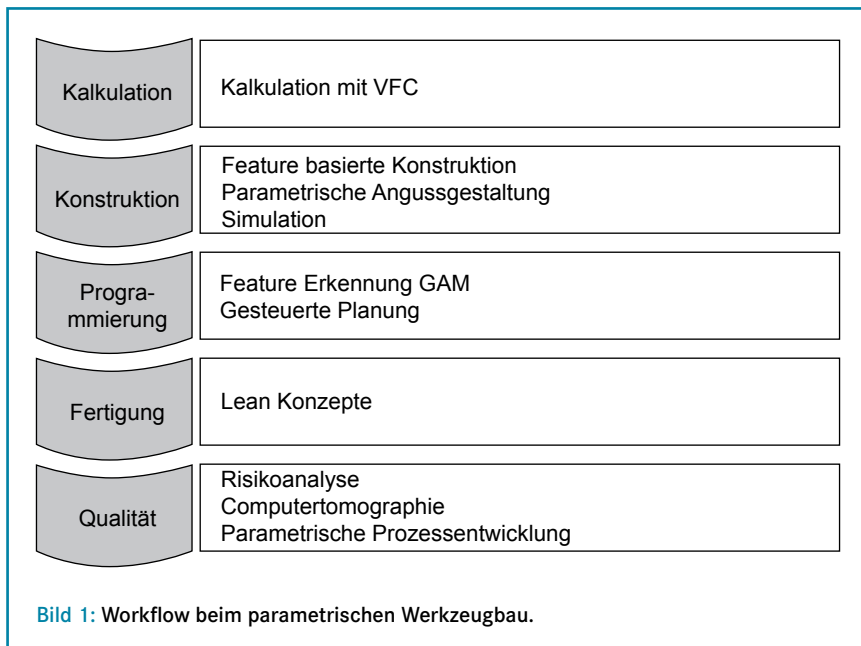 Kalkulation
Kalkulation mit VFC
Konstruktion
Feature basierte Konstruktion
Parametrische Angussgestaltung
Simulation
Progra-
mmierung
Feature Erkennung GAM
Gesteuerte Planung
Fertigung
Lean Konzepte
Qualität
Risikoanalyse
Computertomographie
Parametrische Prozessentwicklung
Bild 1: Workflow beim parametrischen Werkzeugbau.